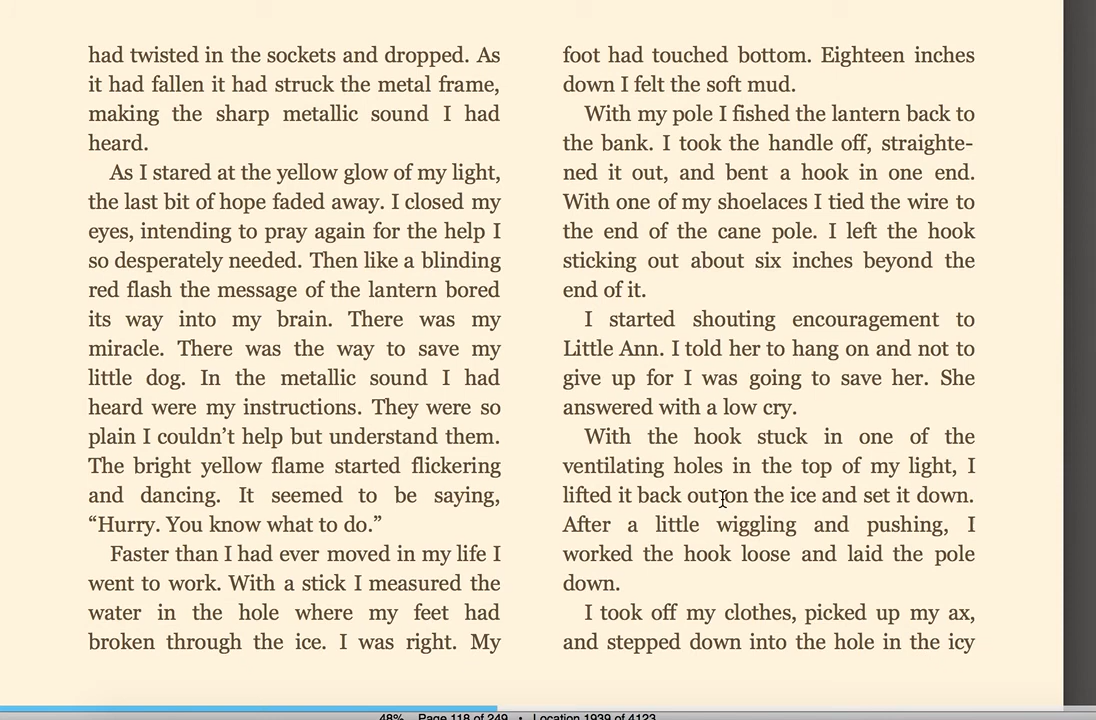 had twisted in the sockets and dropped. As
it had fallen it had struck the metal frame,
making the sharp metallic sound I had
heard.
As I stared at the yellow glow of my light,
the last bit of hope faded away. I closed my
eyes, intending to pray again for the help I
so desperately needed. Then like a blinding
red flash the message of the lantern bored
its way into my brain. There was my
miracle. There was the way to save my
little dog. In the metallic sound I had
heard were my instructions. They were so
plain I couldn’t help but understand them.
The bright yellow flame started flickering
and dancing. It seemed to be saying,
“Hurry. You know what to do.”
Faster than I had ever moved in my life I
went to work. With a stick I measured the
water in the hole where my feet had
broken through the ice. I was right. My
foot had touched bottom. Eighteen inches
down I felt the soft mud.
With my pole I fished the lantern back to
the bank. I took the handle off, straighte-
ned it out, and bent a hook in one end.
With one of my shoelaces I tied the wire to
the end of the cane pole. I left the hook
sticking out about six inches beyond the
end of it.
I started shouting encouragement to
Little Ann. I told her to hang on and not to
give up for I was going to save her. She
answered with a low cry.
With the hook stuck in one of the
ventilating holes in the top of my light, I
lifted it back out on the ice and set it down.
After a little wiggling and pushing, I
worked the hook loose and laid the pole
down.
I took off my clothes, picked up my ax,
and stepped down into the hole in the icy
48% Page 118 of 249 • Location 1939 of 4123